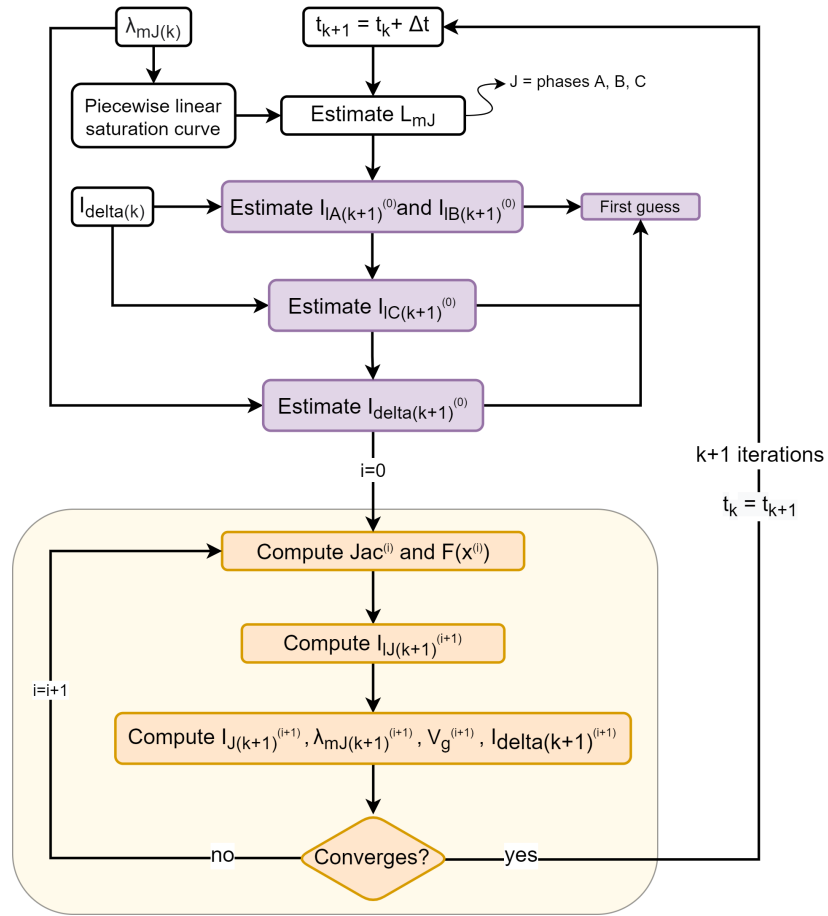 λmJ(k)
tk+1 = tk + Δt
J = phases A, B, C
Piecewise linear
saturation curve
Estimate LmJ
Idelta(k)
Estimate IlA(k+1)(0)and IlB(k+1)(0)
First guess
Estimate IlC(k+1)(0)
Estimate Idelta(k+1)(0)
k+1 iterations
i=0
tk = tk+1
Compute Jac(i) and F(x(i))
Compute IlJ(k+1)(i+1)
i=i+1
Compute IJ(k+1)(i+1), λmJ(k+1)(i+1), Vg(i+1), Idelta(k+1)(i+1)
no
Converges?
yes